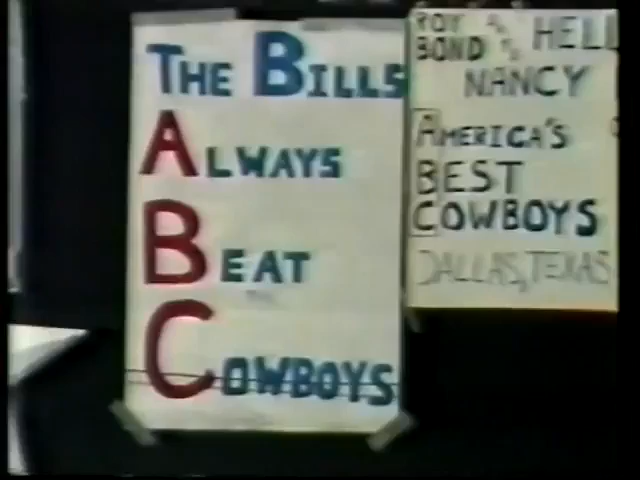 THE BILLS
ALWAYS
BEAT
COWBOYS
ROY
BOND
HELL
NANCY
AMERICA'S
BEST
COWBOYS
DALLAS, TEXAS